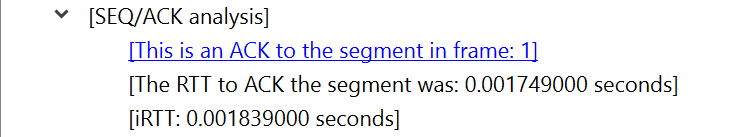 [SEQ/ACK analysis]
[This is an ACK to the segment in frame: 1]
[The RTT to ACK the segment was: 0.001749000 seconds]
[iRTT: 0.001839000 seconds]